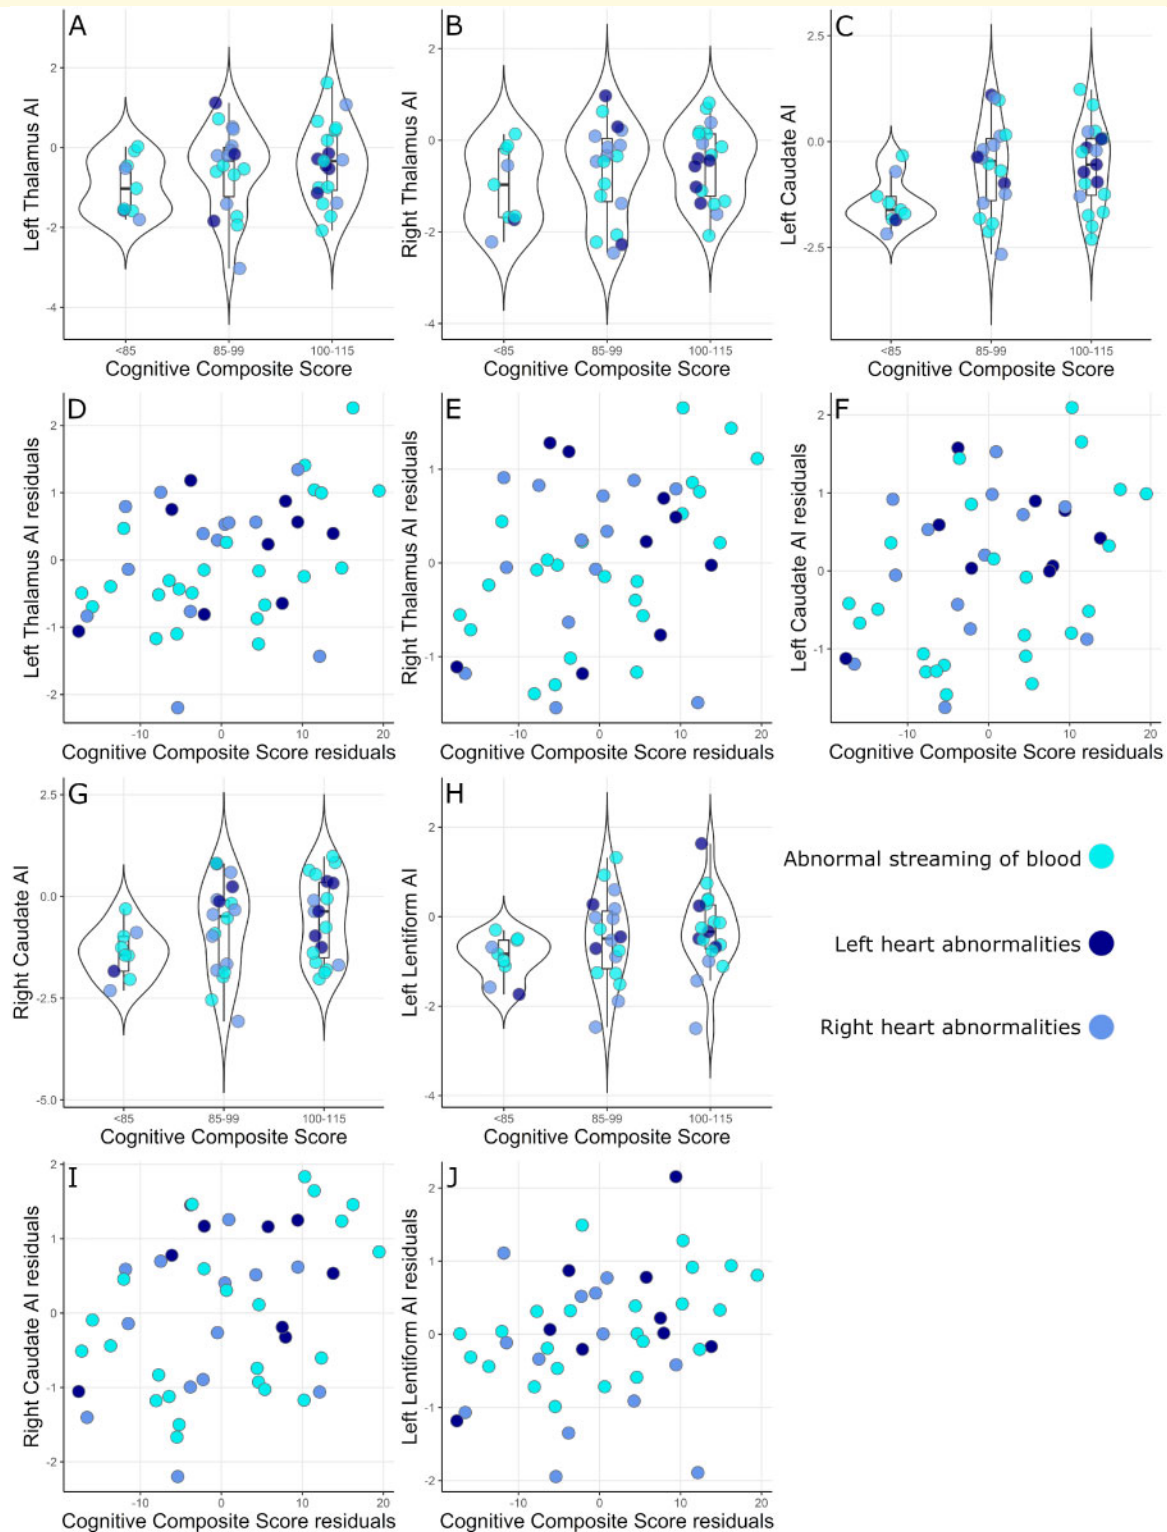 A
B
C
Left Thalamus AI
2
0
-2
-4
<85
85-99
100-115
Cognitive Composite Score
Right Thalamus AI
2
0
-2
-4
<85
85-99
100-115
Cognitive Composite Score
Left Caudate AI
2.5
0.0
-2.5
<85
85-99
100-115
Cognitive Composite Score
D
E
F
Left Thalamus AI residuals
2
1
0
-1
-2
-10
0
10
20
Cognitive Composite Score residuals
Right Thalamus AI residuals
1
0
-1
-10
0
10
20
Cognitive Composite Score residuals
Left Caudate AI residuals
2
1
0
-1
-10
0
10
20
Cognitive Composite Score residuals
G
H
Right Caudate AI
2.5
0.0
-2.5
-5.0
<85
85-99
100-115
Cognitive Composite Score
Left Lentiform AI
2
0
-2
-4
<85
85-99
100-115
Cognitive Composite Score
Abnormal streaming of blood
Left heart abnormalities
Right heart abnormalities
I
J
Right Caudate AI residuals
2
1
0
-1
-2
-10
0
10
20
Cognitive Composite Score residuals
Left Lentiform AI residuals
2
1
0
-1
-2
-10
0
10
20
Cognitive Composite Score residuals